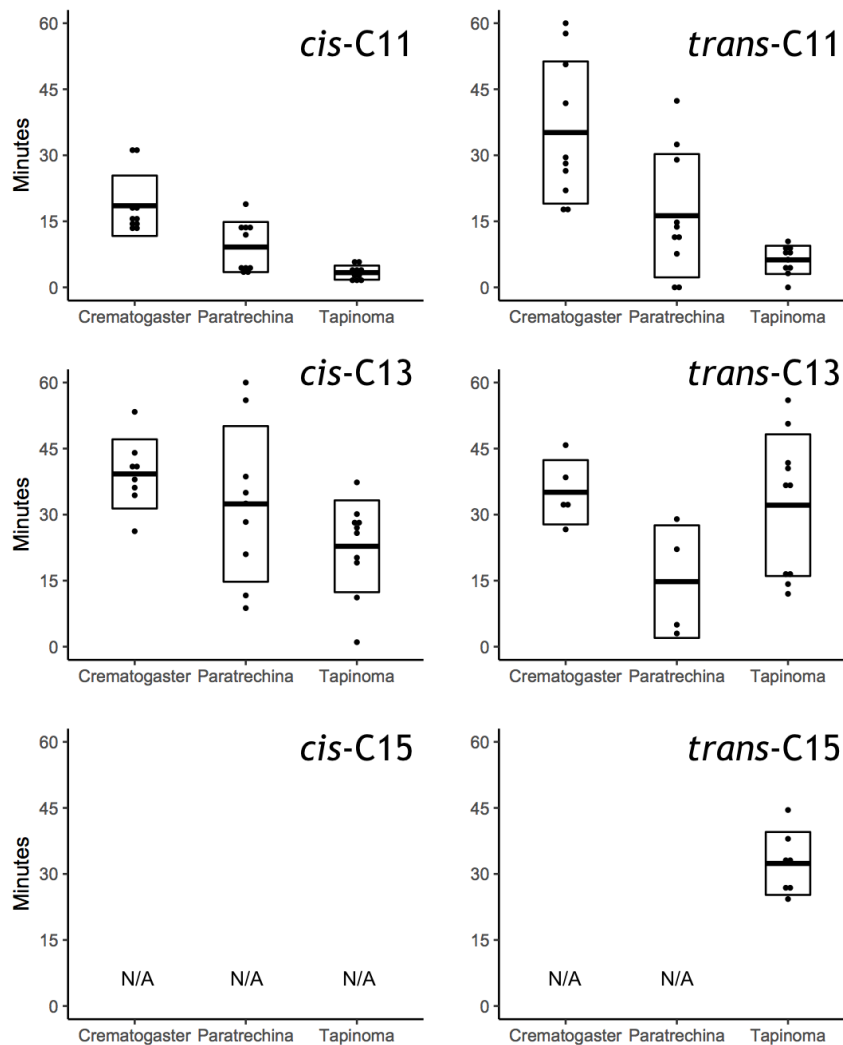 cis-C11
60
45
30
15
0
Minutes
Crematogaster Paratrechina Tapinoma
trans-C11
60
45
30
15
0
Crematogaster Paratrechina Tapinoma
cis-C13
60
45
30
15
0
Minutes
Crematogaster Paratrechina Tapinoma
trans-C13
60
45
30
15
0
Crematogaster Paratrechina Tapinoma
cis-C15
60
45
30
15
0
Minutes
N/A N/A N/A
Crematogaster Paratrechina Tapinoma
trans-C15
60
45
30
15
0
N/A N/A
Crematogaster Paratrechina Tapinoma